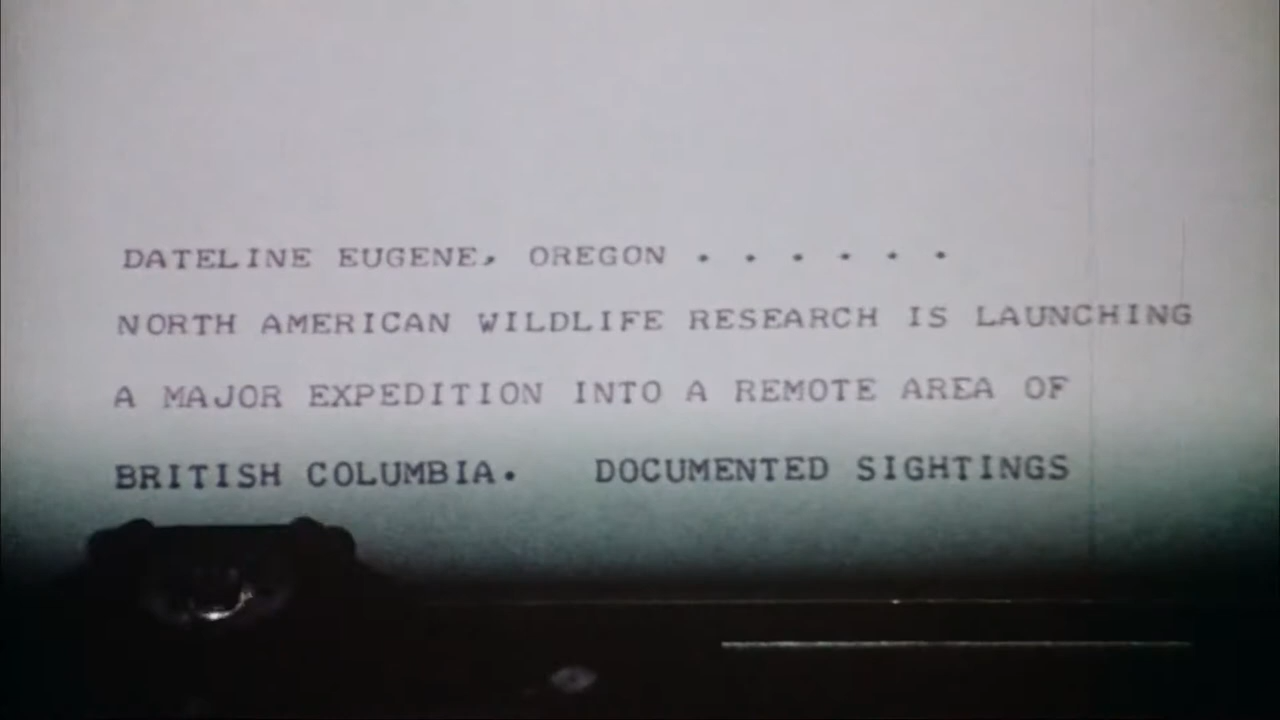 DATELINE EUGENE, OREGON . . . . . .
NORTH AMERICAN WILDLIFE RESEARCH IS LAUNCHING
A MAJOR EXPEDITION INTO A REMOTE AREA OF
BRITISH COLUMBIA. DOCUMENTED SIGHTINGS